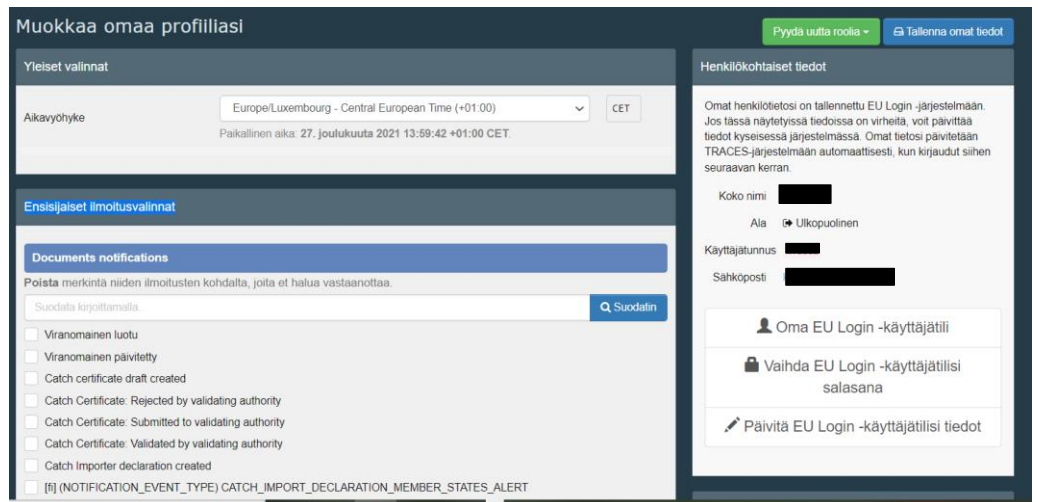 Muokkaa omaa profiiliasi
Pyydä uutta roolia
Tallenna omat tiedot
Yleiset valinnat
Aikavyöhyke
Europe/Luxembourg - Central European Time (+01:00)
CET
Paikallinen aika: 27. joulukuuta 2021 13:59:42 +01:00 CET.
Ensisijaiset ilmoitusvalinnat
Documents notifications
Poista merkintä niiden ilmoitusten kohdalta, joita et halua vastaanottaa.
Suodata kirjoittamalla...
Suodatin
Viranomainen luotu
Viranomainen päivitetty
Catch certificate draft created
Catch Certificate: Rejected by validating authority
Catch Certificate: Submitted to validating authority
Catch Certificate: Validated by validating authority
Catch Importer declaration created
[fi] (NOTIFICATION_EVENT_TYPE) CATCH_IMPORT_DECLARATION_MEMBER_STATES_ALERT
Henkilökohtaiset tiedot
Omat henkilötietosi on tallennettu EU Login -järjestelmään.
Jos tässä näytetyissä tiedoissa on virheitä, voit päivittää
tiedot kyseisessä järjestelmässä. Omat tietosi päivitetään
TRACES-järjestelmään automaattisesti, kun kirjaudut siihen
seuraavan kerran.
Koko nimi
Ala Ulkopuolinen
Käyttäjätunnus
Sähköposti
Oma EU Login -käyttäjätili
Vaihda EU Login -käyttäjätilisi
salasana
Päivitä EU Login -käyttäjätilisi tiedot